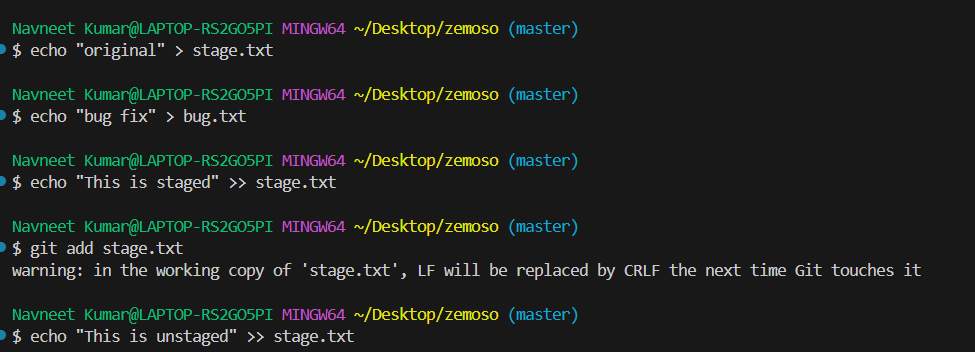 Navneet Kumar@LAPTOP-RS2GO5PI MINGW64 ~/Desktop/zemoso (master)
$ echo "original" > stage.txt
Navneet Kumar@LAPTOP-RS2GO5PI MINGW64 ~/Desktop/zemoso (master)
$ echo "bug fix" > bug.txt
Navneet Kumar@LAPTOP-RS2GO5PI MINGW64 ~/Desktop/zemoso (master)
$ echo "This is staged" >> stage.txt
Navneet Kumar@LAPTOP-RS2GO5PI MINGW64 ~/Desktop/zemoso (master)
$ git add stage.txt
warning: in the working copy of 'stage.txt', LF will be replaced by CRLF the next time Git touches it
Navneet Kumar@LAPTOP-RS2GO5PI MINGW64 ~/Desktop/zemoso (master)
$ echo "This is unstaged" >> stage.txt